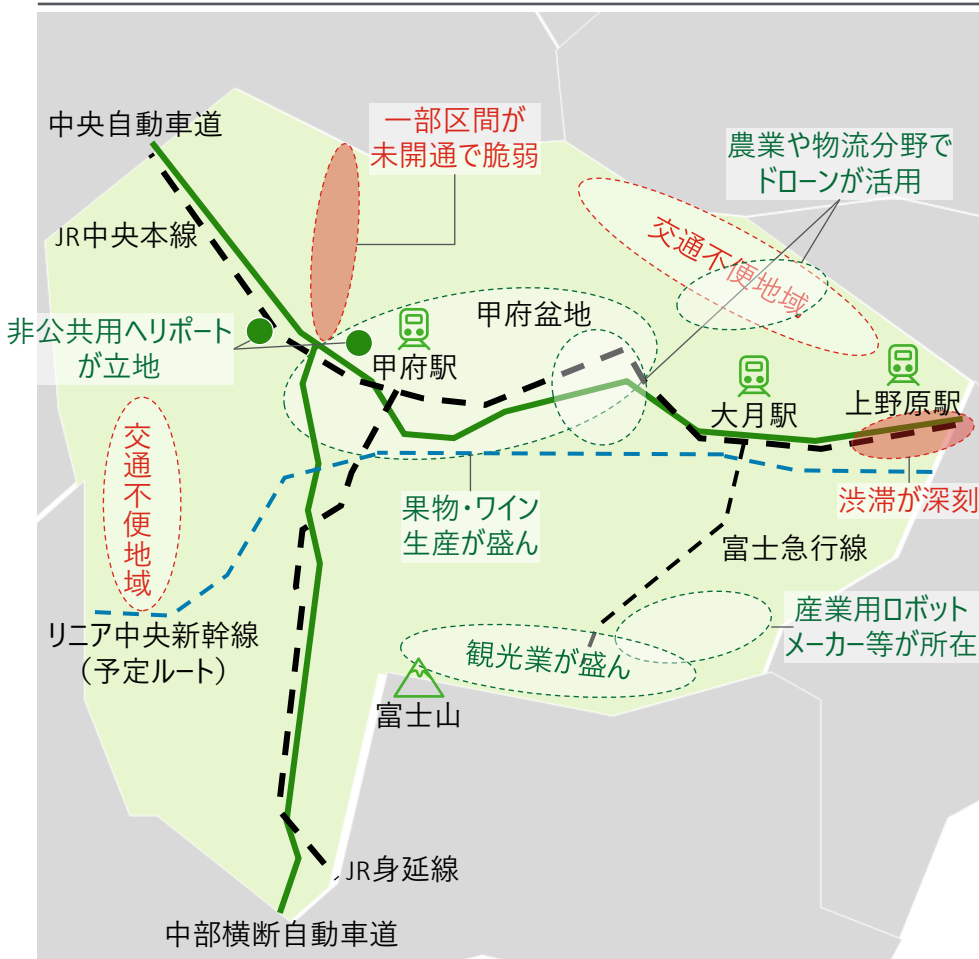 中央自動車道
一部区間が
未開通で脆弱
農業や物流分野で
ドローンが活用
JR中央本線
交通不便地域
非公共用ヘリポート
が立地
甲府盆地
甲府駅
大月駅
上野原駅
交通不便地域
渋滞が深刻
果物・ワイン
生産が盛ん
富士急行線
リニア中央新幹線
（予定ルート）
産業用ロボット
メーカー等が所在
観光業が盛ん
富士山
JR身延線
中部横断自動車道